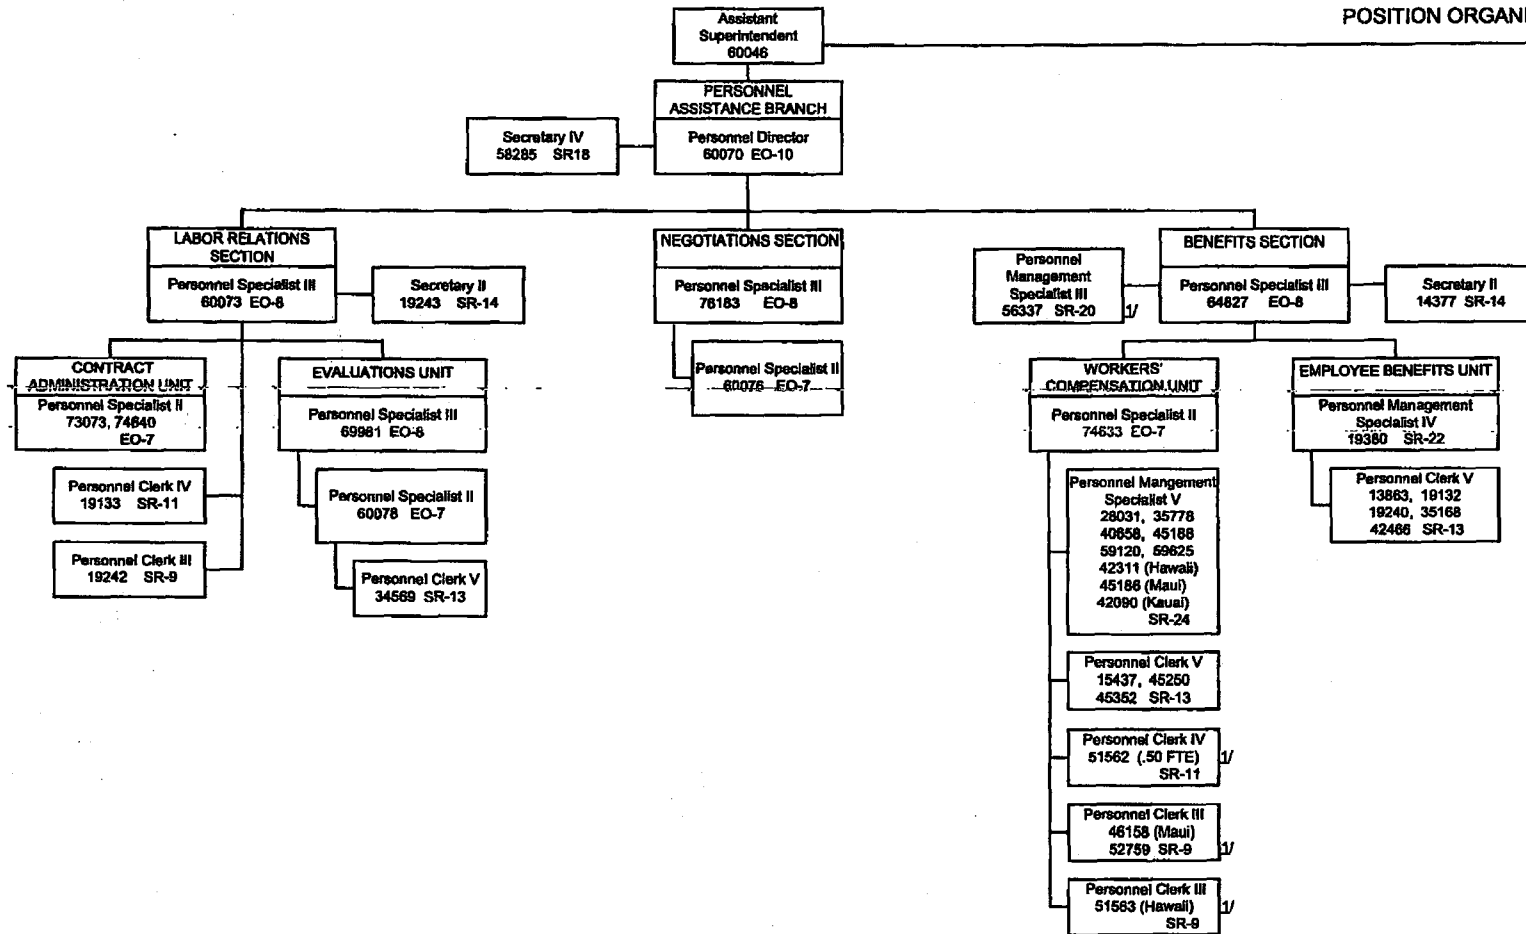 POSITION ORGANI
Assistant
Superintendent
60046
PERSONNEL
ASSISTANCE BRANCH
Personnel Director
60070 EO-10
Secretary IV
58285 SR18
LABOR RELATIONS
SECTION
Personnel Specialist III
60073 EO-8
Secretary II
19243 SR-14
NEGOTIATIONS SECTION
Personnel Specialist III
76183 EO-8
Personnel
Management
Specialist III
56337 SR-20
1/
BENEFITS SECTION
Personnel Specialist III
64827 EO-8
Secretary II
14377 SR-14
CONTRACT
ADMINISTRATION UNIT
Personnel Specialist II
73073, 74640
EO-7
EVALUATIONS UNIT
Personnel Specialist III
69981 EO-8
Personnel Specialist II
60076 EO-7
WORKERS'
COMPENSATION UNIT
Personnel Specialist II
74633 EO-7
EMPLOYEE BENEFITS UNIT
Personnel Management
Specialist IV
19380 SR-22
Personnel Clerk IV
19133 SR-11
Personnel Clerk III
19242 SR-9
Personnel Specialist II
60078 EO-7
Personnel Clerk V
34569 SR-13
Personnel Mangement
Specialist V
28031, 35778
40658, 45188
59120, 59625
42311 (Hawaii)
45186 (Maui)
42090 (Kauai)
SR-24
Personnel Clerk V
13863, 19132
19240, 35168
42466 SR-13
Personnel Clerk V
15437, 45250
45352 SR-13
Personnel Clerk IV
51562 (.50 FTE)
SR-11
1/
Personnel Clerk III
46158 (Maui)
52759 SR-9
1/
Personnel Clerk III
51563 (Hawaii)
SR-9
1/